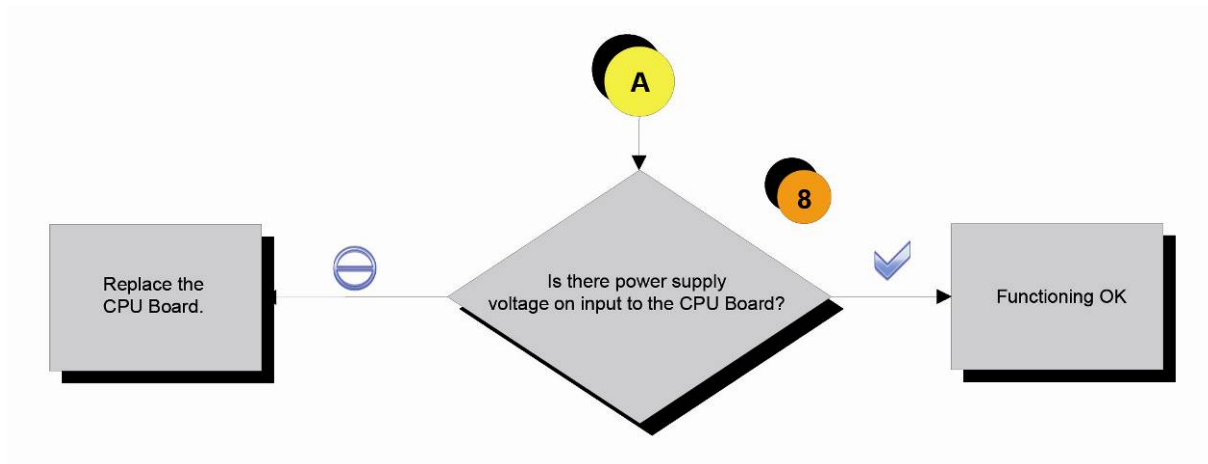 A
8
Replace the
CPU Board.
Is there power supply
voltage on input to the CPU Board?
Functioning OK